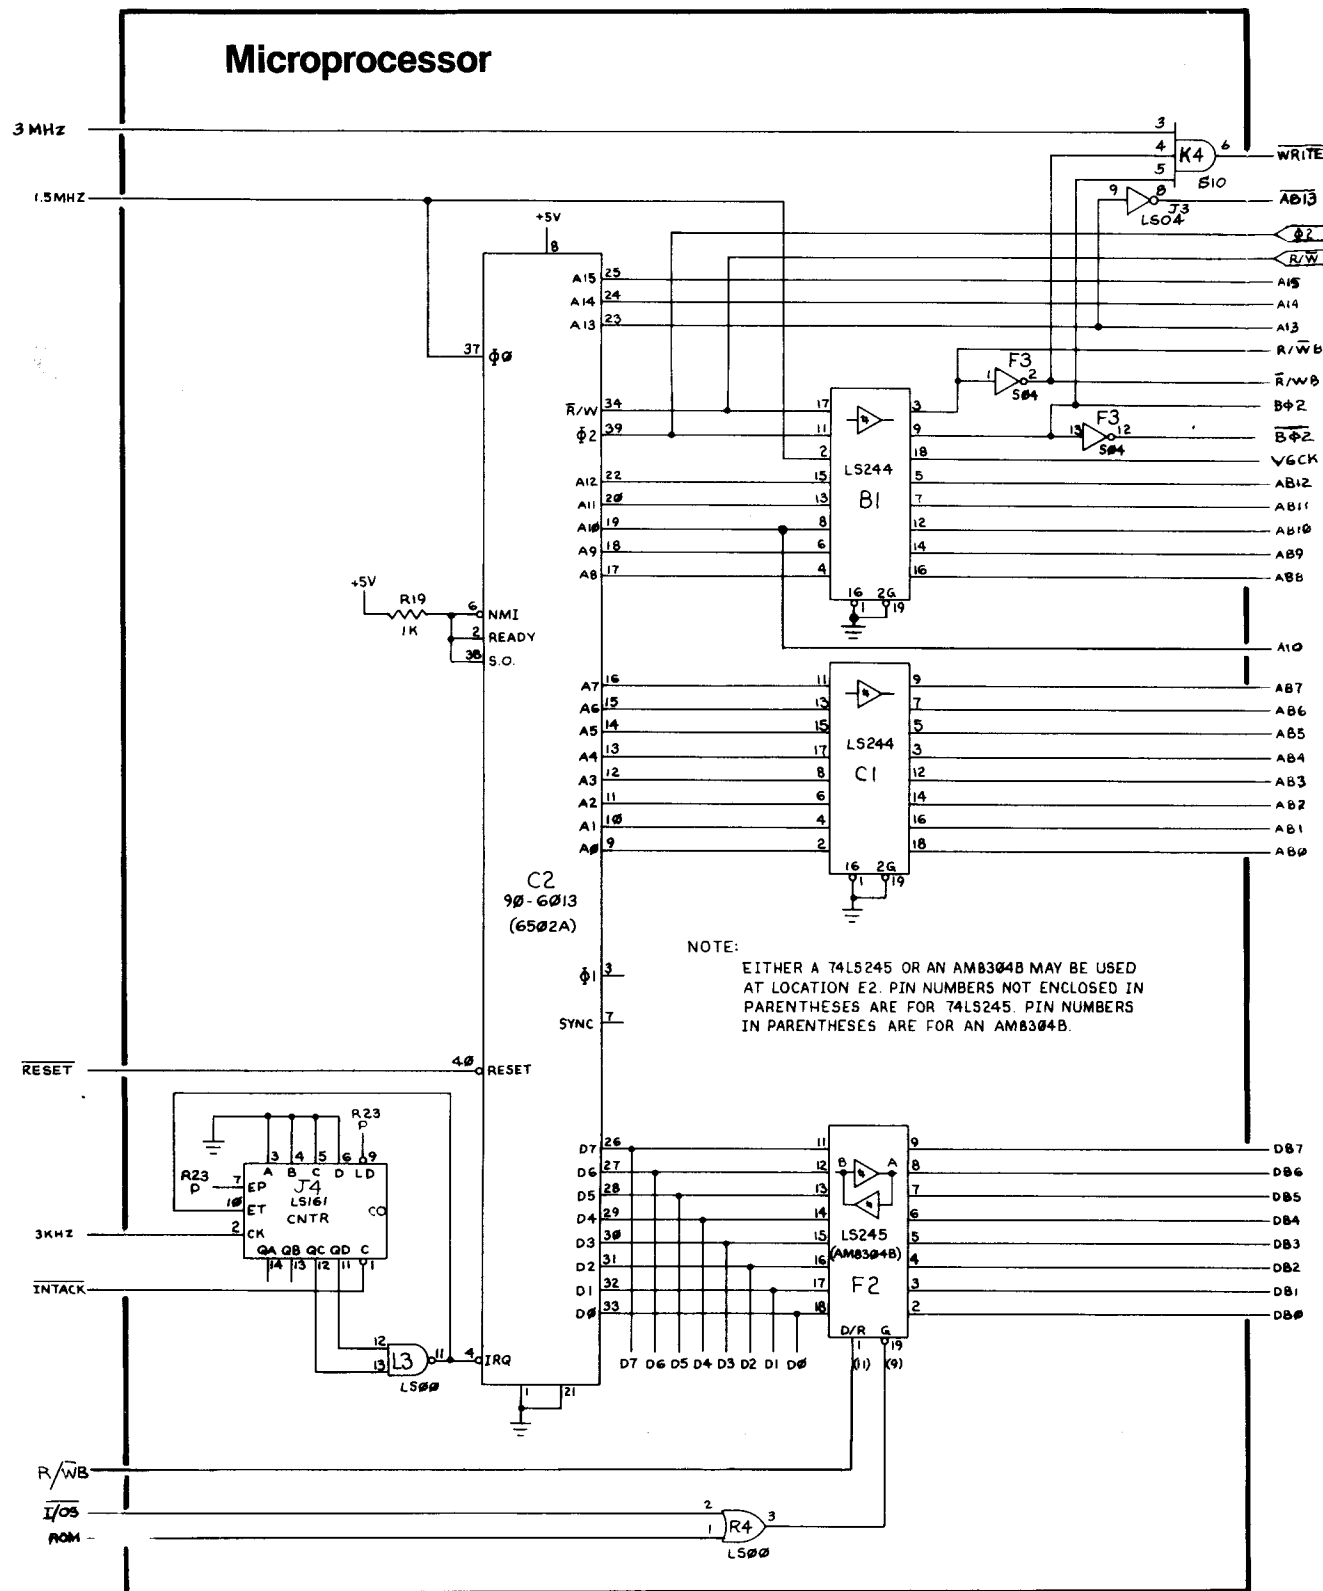 Microprocessor
3 MHZ
3
4
5
K4
6
S10
WRITE
1.5MHZ
9
8
J3
LS04
AB13
+5V
8
Φ2
R/W
A15 25
A15
A14 24
A14
A13 23
A13
37 Φ0
R/WB
F3
1
2
S04
R/WB
R/W 34
17
3
BΦ2
Φ2 39
11
9
F3
13
12
S04
BΦ2
2
LS244
18
VGCK
A12 22
15
B1
5
AB12
A11 20
13
7
AB11
A10 19
8
12
AB10
A9 18
6
14
AB9
A8 17
4
16
AB8
+5V
R19
1K
6 NMI
2 READY
38 S.O.
1G 2G
1
19
A10
A7 16
11
9
AB7
A6 15
13
7
AB6
A5 14
15
5
AB5
A4 13
17
LS244
3
AB4
A3 12
8
C1
12
AB3
A2 11
6
14
AB2
A1 10
4
16
AB1
A0 9
2
18
AB0
1G 2G
1
19
C2
90-6013
(6502A)
NOTE:
EITHER A 74LS245 OR AN AM8304B MAY BE USED
AT LOCATION E2. PIN NUMBERS NOT ENCLOSED IN
PARENTHESES ARE FOR 74LS245. PIN NUMBERS
IN PARENTHESES ARE FOR AN AM8304B.
Φ1 3
SYNC 7
RESET
40 RESET
R23
P
3 4 5 6 9
A B C D LD
R23
P
7 EP
10 ET
2 CK
J4
LS161
CNTR
CO
3KHZ
QA QB QC QD C
14 13 12 11 1
INTACK
12
13
L3
11
LS00
4 IRQ
1
21
D7 26
11
9
DB7
D6 27
12
B A
8
DB6
D5 28
13
7
DB5
D4 29
14
6
DB4
D3 30
15
LS245
(AM8304B)
5
DB3
D2 31
16
4
DB2
D1 32
17
F2
3
DB1
D0 33
18
2
DB0
D/R G
1
19
(11)
(9)
D7 D6 D5 D4 D3 D2 D1 D0
R/WB
I/OS
2
ROM
1
R4
3
LS00